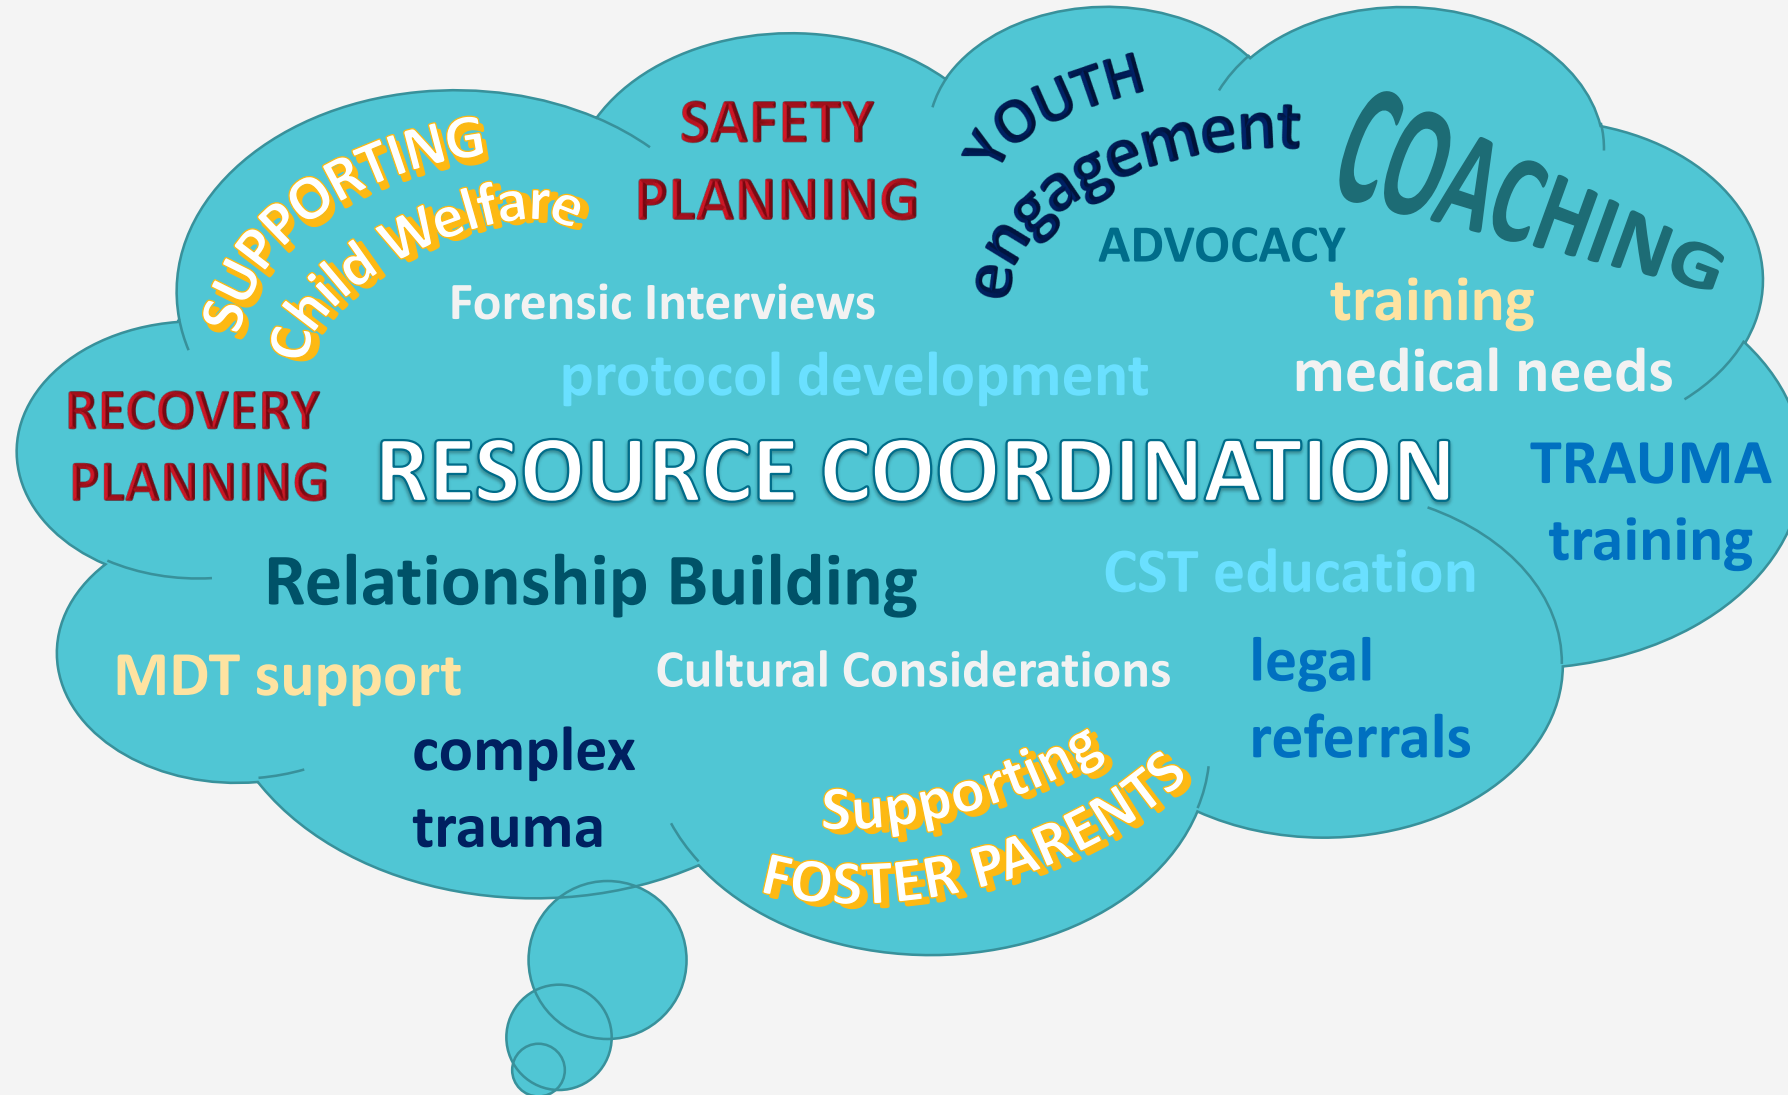 SUPPORTING
Child Welfare
SAFETY
PLANNING
YOUTH
engagement
COACHING
ADVOCACY
Forensic Interviews
training
protocol development
medical needs
RECOVERY
PLANNING
RESOURCE COORDINATION
TRAUMA
training
Relationship Building
CST education
MDT support
Cultural Considerations
legal
referrals
complex
trauma
Supporting
FOSTER PARENTS